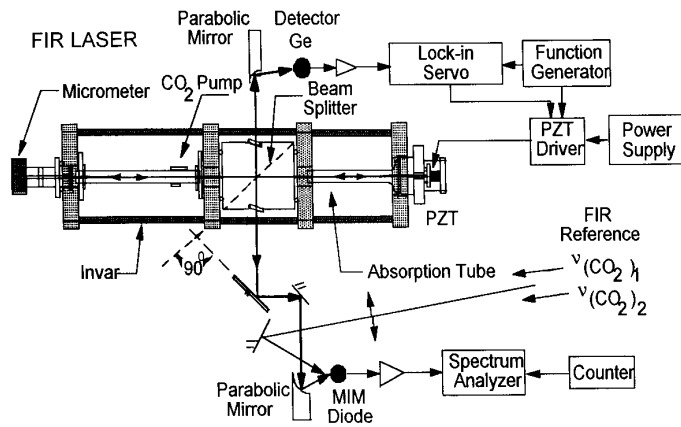 FIR LASER
Parabolic
Mirror
Detector
Ge
Lock-in
Servo
Function
Generator
Micrometer
CO2 Pump
Beam
Splitter
PZT
Driver
Power
Supply
PZT
Invar
90°
Absorption Tube
FIR
Reference
ν(CO2)1
ν(CO2)2
Parabolic
Mirror
MIM
Diode
Spectrum
Analyzer
Counter